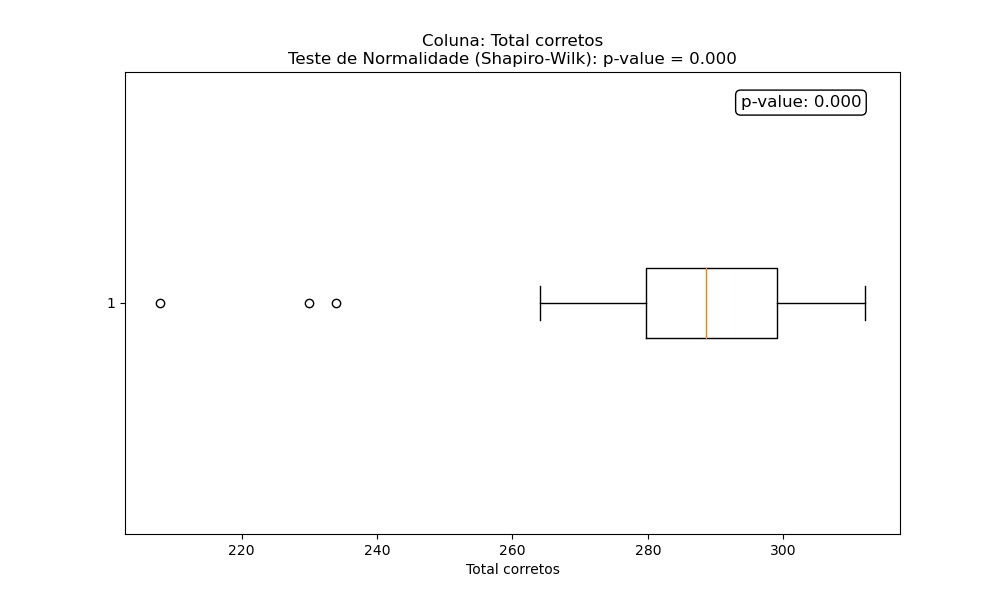 Coluna: Total corretos
Teste de Normalidade (Shapiro-Wilk): p-value = 0.000
p-value: 0.000
1
220 240 260 280 300
Total corretos